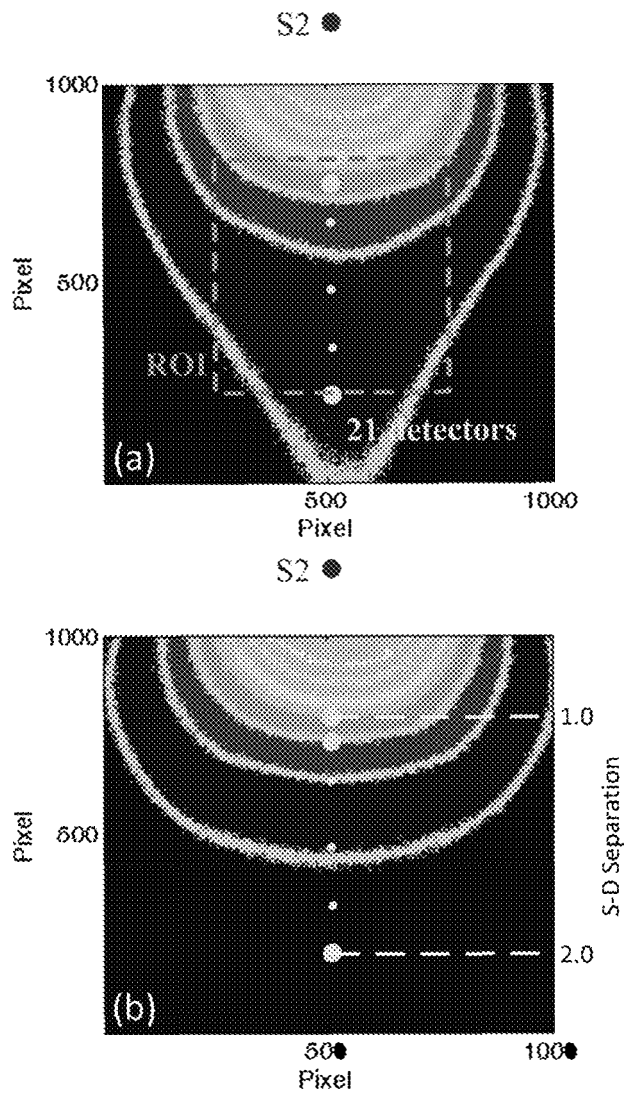 S2
1000
Pixel
500
ROI
21 detectors
(a)
500
1000
Pixel
S2
1000
1.0
Pixel
500
S-D Separation
2.0
(b)
500
1000
Pixel